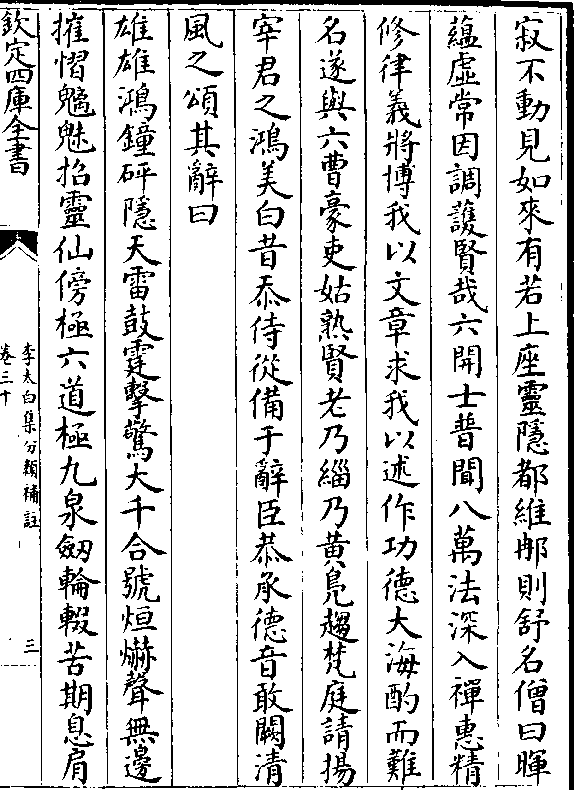 寂不動見如來有若上座靈隱都維那則舒名僧曰暉
蘊虛常因調護賢哉六開士普聞八萬法深入禪惠精
修律義將博我以文章求我以述作功德大海酌而難
名遂與六曹豪吏姑熟賢老乃緇乃黄鳧趨梵庭請揚
宰君之鴻美白昔忝侍從備于辭臣恭承德音敢闕清
風之頌其辭曰
雄雄鴻鐘砰隱天雷鼓霆擊驚大千合號烜爀聲無邊
摧慴魑魅招靈仙傍極六道極九泉劒輪輟苦期息肩
欽定四庫全書
李太白集分類補註
卷三十
三